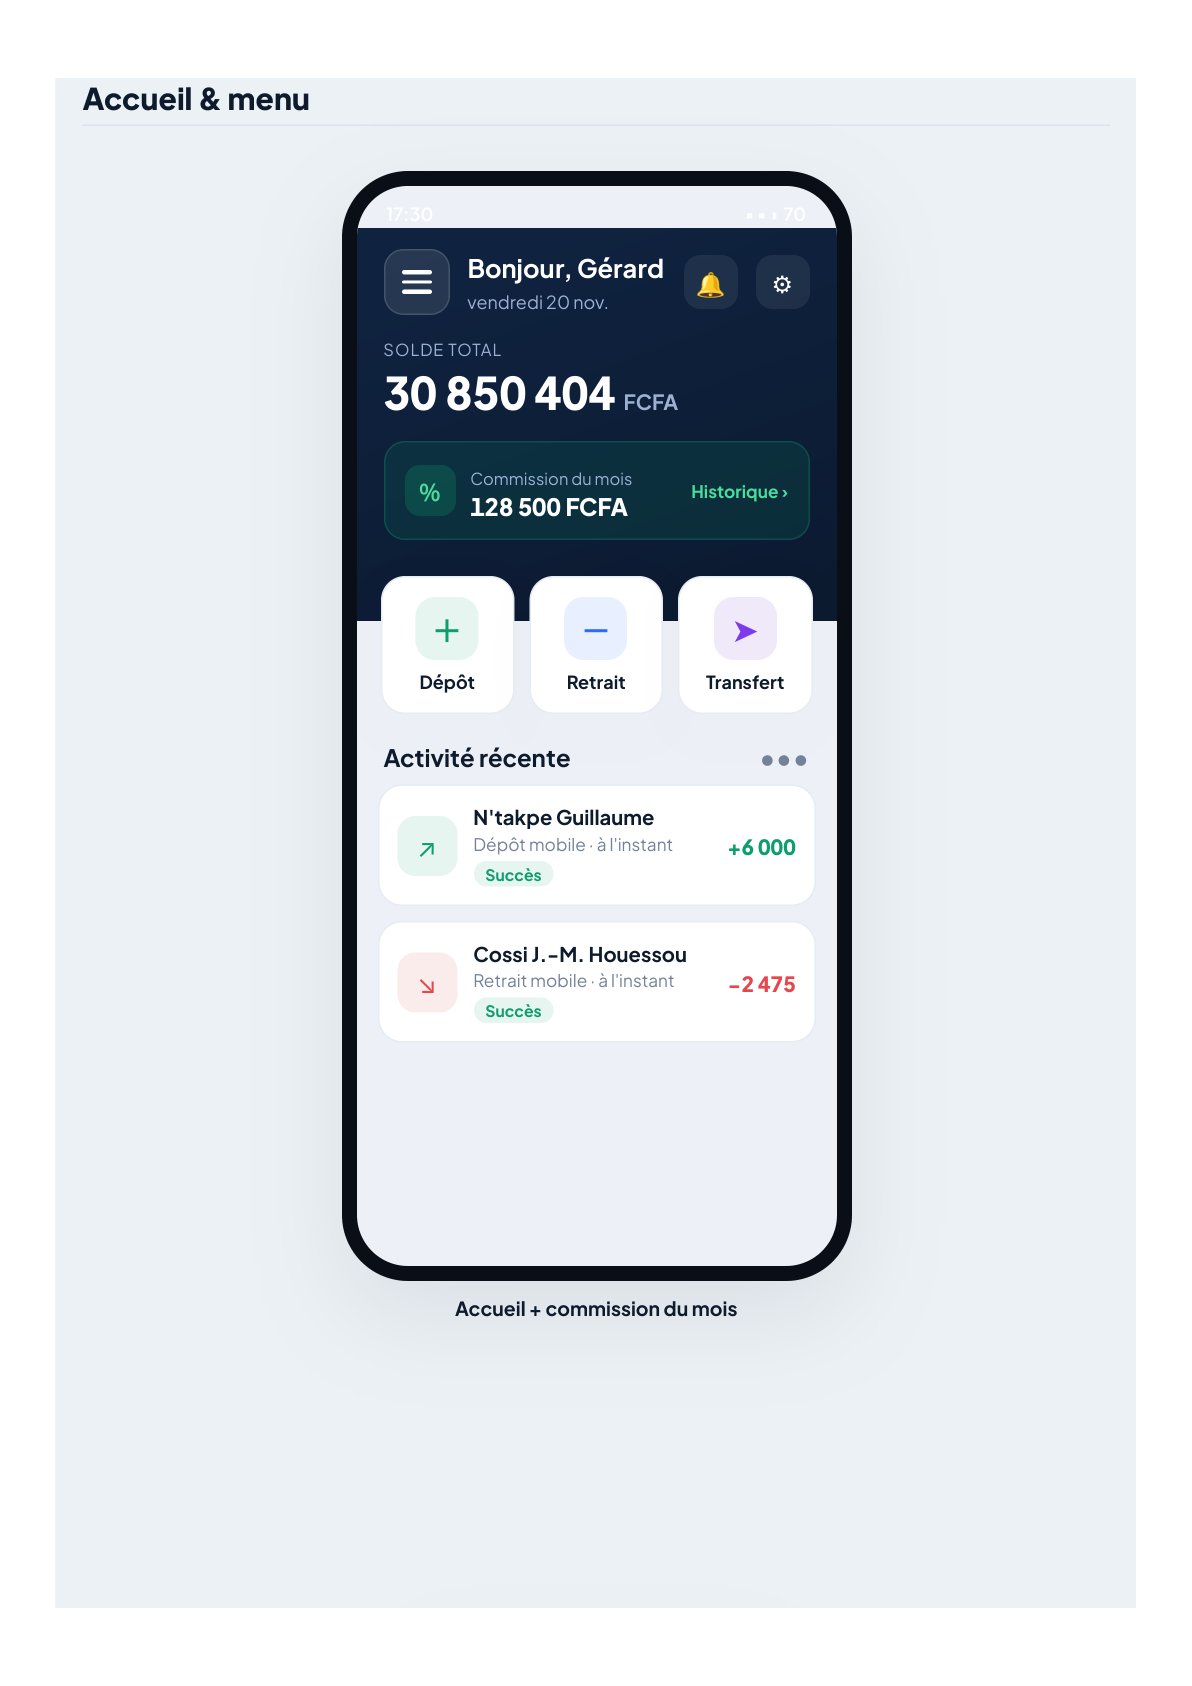 Accueil & menu
17:30
70
Bonjour, Gérard
vendredi 20 nov.
SOLDE TOTAL
30 850 404 FCFA
%
Commission du mois
128 500 FCFA
Historique ›
Dépôt
Retrait
Transfert
Activité récente
N'takpe Guillaume
Dépôt mobile · à l'instant
Succès
+6 000
Cossi J.-M. Houessou
Retrait mobile · à l'instant
Succès
−2 475
Accueil + commission du mois